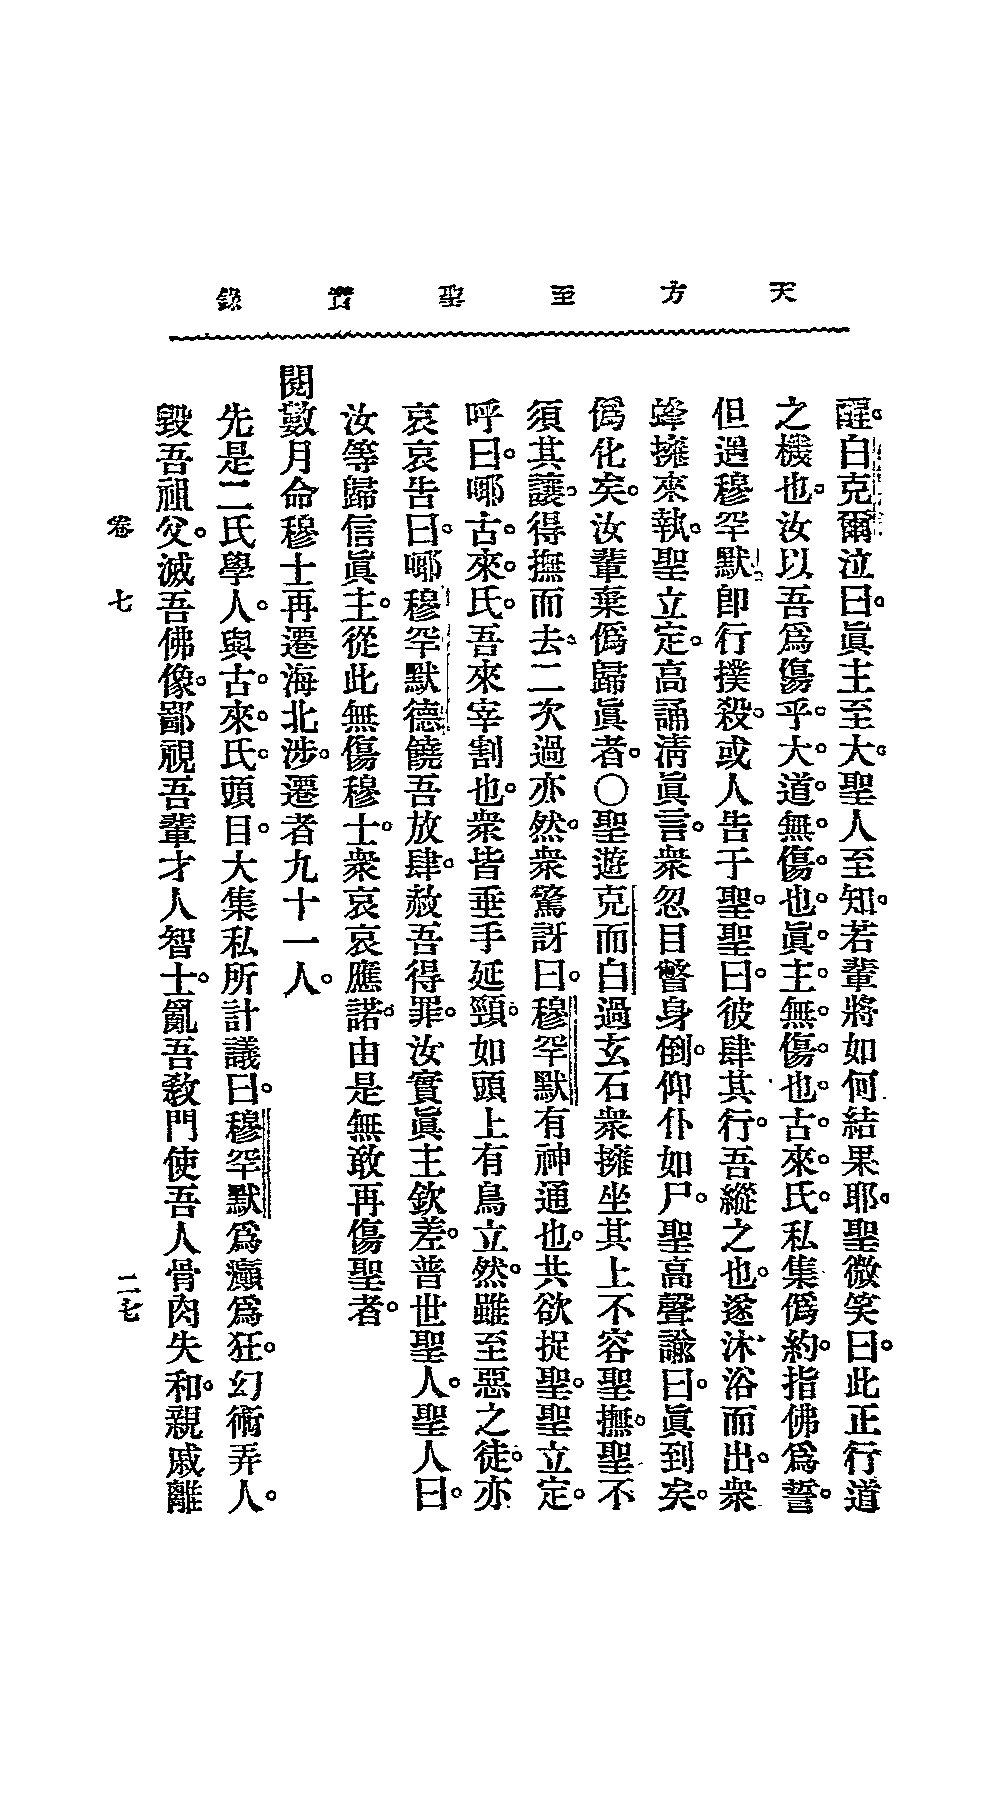 天方至聖實錄
醒。白克爾泣曰。眞主至大。聖人至知。若輩將如何結果耶。聖微笑曰。此正行道
之機也。汝以吾爲傷乎。大。道。無。傷。也。眞。主。無。傷。也。古。來。氏。私集僞約。指佛爲誓。
但遇穆罕默卽行撲殺。或人告于聖。聖曰。彼肆其行。吾縱之也。遂沐浴而出。衆
蜂擁來執。聖立定。高誦淸眞言。衆忽目瞥身倒。仰仆如尸。聖高聲諭曰。眞到矣。
僞化矣。汝輩棄僞歸眞者。〇聖遊克而白過玄石衆擁坐其上不容聖撫。聖不
須其讓。得撫而去。二次過亦然。衆驚訝曰。穆罕默有神通也。共欲捉聖。聖立定。
呼曰。哪古。來。氏。吾來宰割也。衆皆垂手延頸。如頭上有鳥立然。雖至惡之徒。亦
哀哀告曰。哪穆罕默德饒吾放肆。赦吾得罪。汝實眞主欽差。普世聖人。聖人曰。
汝等歸信眞主。從此無傷穆士。衆哀哀應諾。由是無敢再傷聖者。
閱數月命穆士再遷海北涉。遷者九十一人。
先是二氏學人。與古。來。氏。頭目。大集私所計議曰。穆罕默爲癲爲狂。幻術弄人。
毀吾祖父。滅吾佛像。鄙視吾輩才人智士。亂吾敎門使吾人骨肉失和。親戚離
卷七
二七